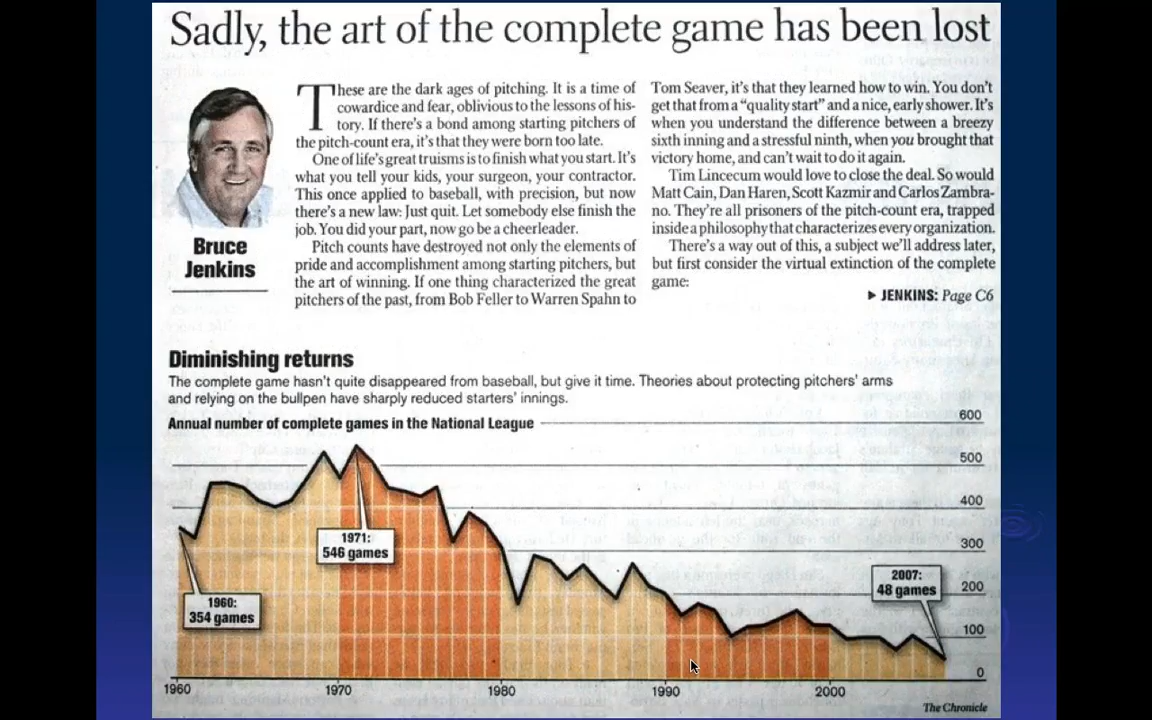 Sadly, the art of the complete game has been lost
Bruce
Jenkins
These are the dark ages of pitching. It is a time of
cowardice and fear, oblivious to the lessons of his-
tory. If there's a bond among starting pitchers of
the pitch-count era, it's that they were born too late.
One of life's great truisms is to finish what you start. It's
what you tell your kids, your surgeon, your contractor.
This once applied to baseball, with precision, but now
there's a new law: Just quit. Let somebody else finish the
job. You did your part, now go be a cheerleader.
Pitch counts have destroyed not only the elements of
pride and accomplishment among starting pitchers, but
the art of winning. If one thing characterized the great
pitchers of the past, from Bob Feller to Warren Spahn to
Tom Seaver, it's that they learned how to win. You don't
get that from a "quality start" and a nice, early shower. It's
when you understand the difference between a breezy
sixth inning and a stressful ninth, when you brought that
victory home, and can't wait to do it again.
Tim Lincecum would love to close the deal. So would
Matt Cain, Dan Haren, Scott Kazmir and Carlos Zambra-
no. They're all prisoners of the pitch-count era, trapped
inside a philosophy that characterizes every organization.
There's a way out of this, a subject we'll address later,
but first consider the virtual extinction of the complete
game:
▶ JENKINS: Page C6
Diminishing returns
The complete game hasn't quite disappeared from baseball, but give it time. Theories about protecting pitchers' arms
and relying on the bullpen have sharply reduced starters' innings.
Annual number of complete games in the National League
600
500
400
300
200
100
0
1960:
354 games
1971:
546 games
2007:
48 games
1960
1970
1980
1990
2000
The Chronicle